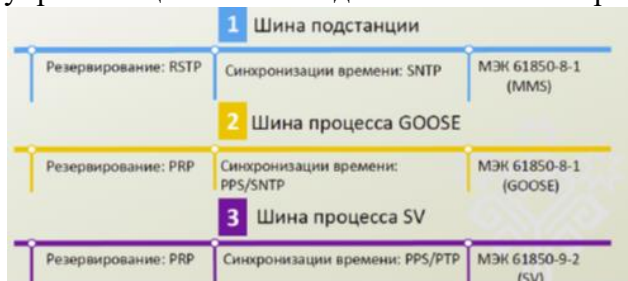 1 Шина подстанции
Резервирование: RSTP
Синхронизации времени: SNTP
МЭК 61850-8-1
(MMS)
2 Шина процесса GOOSE
Резервирование: PRP
Синхронизации времени:
PPS/SNTP
МЭК 61850-8-1
(GOOSE)
3 Шина процесса SV
Резервирование: PRP
Синхронизации времени: PPS/PTP
МЭК 61850-9-2
(SV)